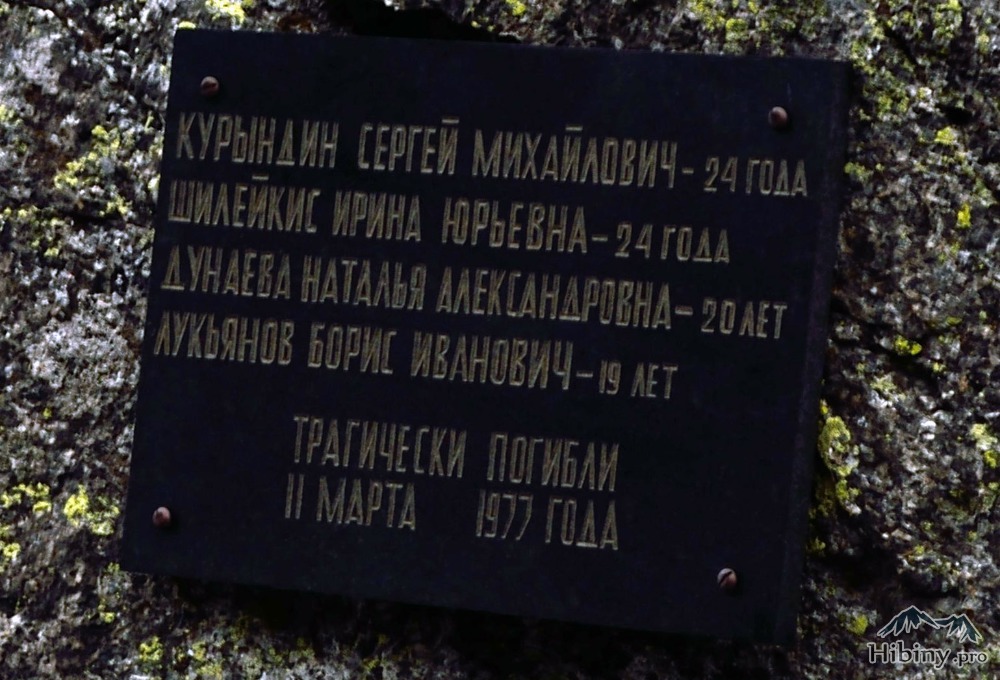 КУРЫНДИН СЕРГЕЙ МИХАЙЛОВИЧ – 24 ГОДА
ШИЛЕЙКИС ИРИНА ЮРЬЕВНА – 24 ГОДА
ДУНАЕВА НАТАЛЬЯ АЛЕКСАНДРОВНА – 20 ЛЕТ
ЛУКЬЯНОВ БОРИС ИВАНОВИЧ – 19 ЛЕТ
ТРАГИЧЕСКИ ПОГИБЛИ
11 МАРТА 1977 ГОДА
Hibiny.pro